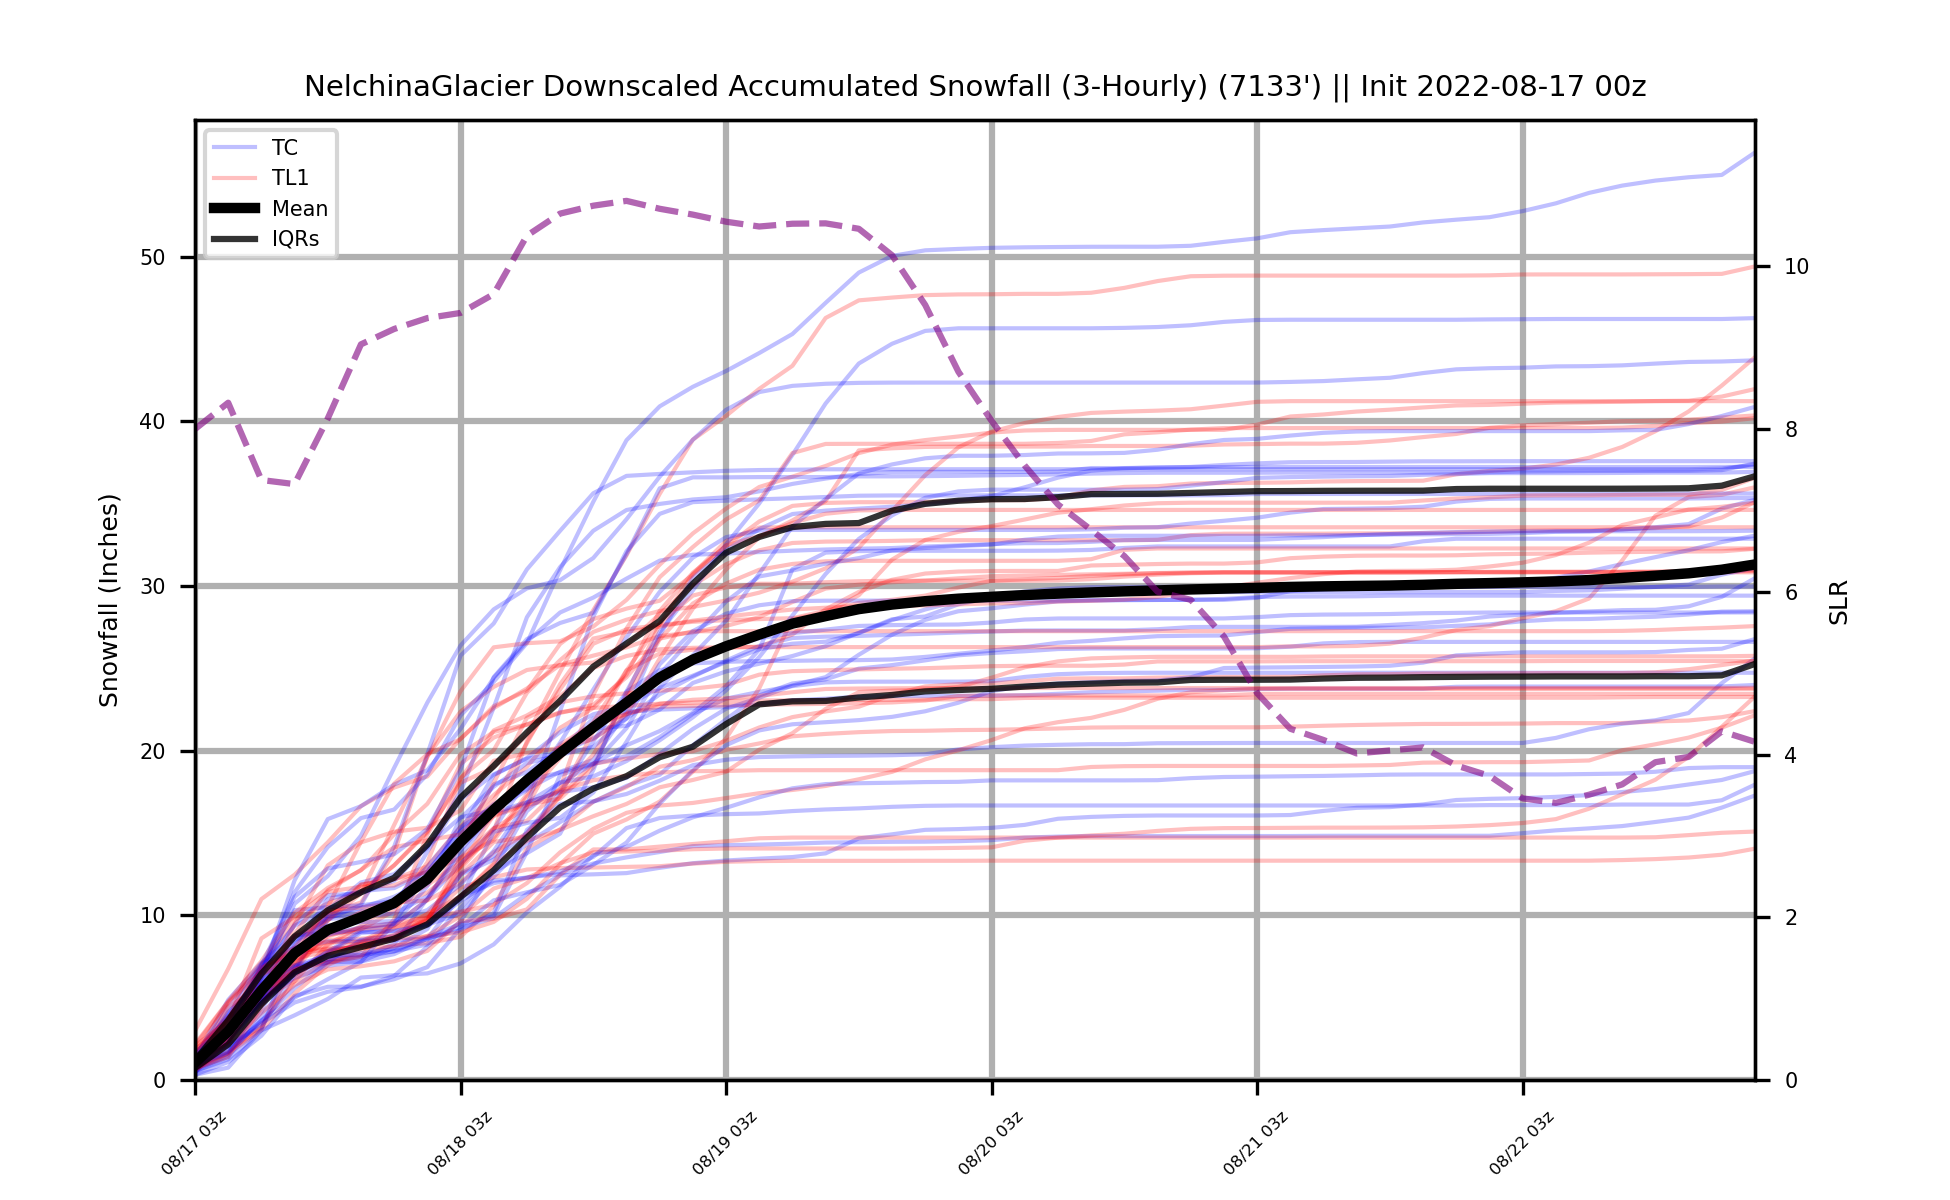 NelchinaGlacier Downscaled Accumulated Snowfall (3-Hourly) (7133') || Init 2022-08-17 00z
TC
TL1
Mean
IQRs
Snowfall (Inches)
50
40
30
20
10
0
10
8
6
4
2
0
SLR
08/17 03z
08/18 03z
08/19 03z
08/20 03z
08/21 03z
08/22 03z